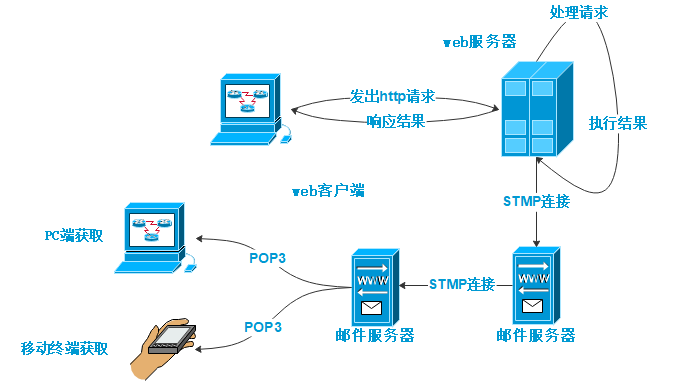 处理请求
web服务器
发出http请求
响应结果
执行结果
web客户端
STMP连接
PC端获取
POP3
WWW
STMP连接
WWW
邮件服务器
邮件服务器
POP3
移动终端获取